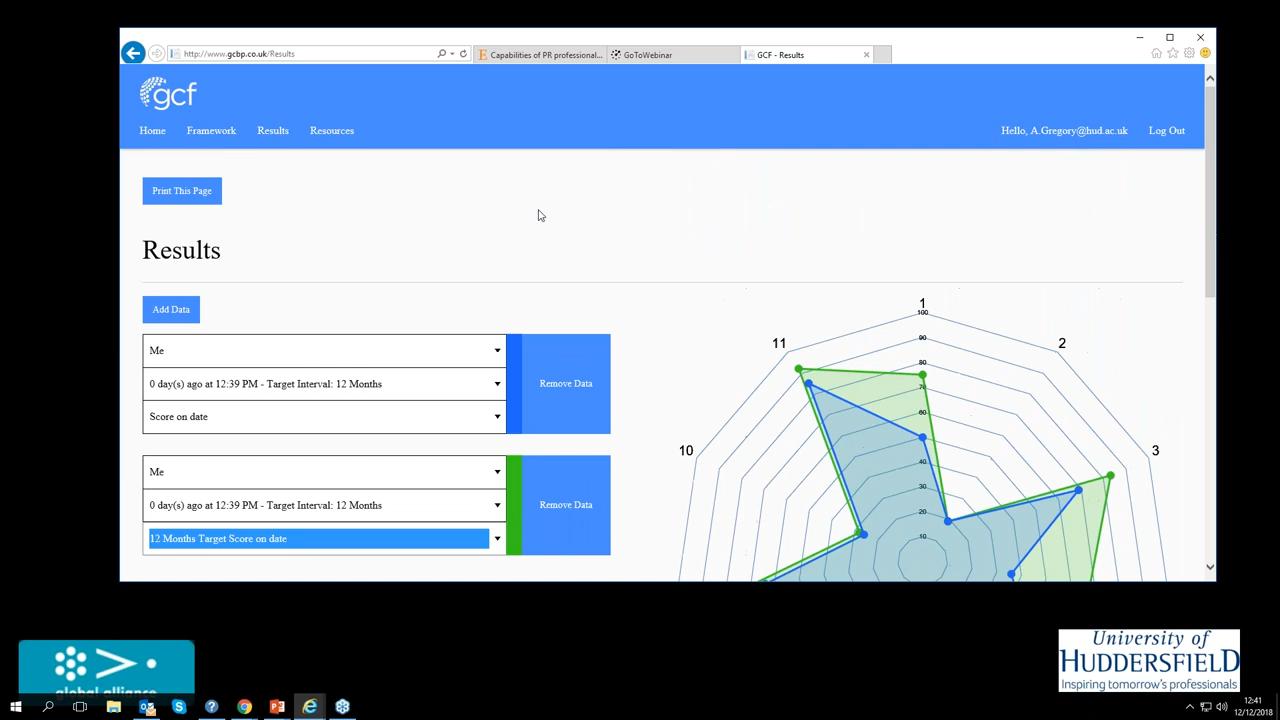 http://www.gcbp.co.uk/Results
Capabilities of PR professional...
GoToWebinar
GCF - Results
gcf
Home
Framework
Results
Resources
Hello, A.Gregory@hud.ac.uk
Log Out
Print This Page
Results
Add Data
Me
0 day(s) ago at 12:39 PM - Target Interval: 12 Months
Score on date
Remove Data
Me
0 day(s) ago at 12:39 PM - Target Interval: 12 Months
12 Months Target Score on date
Remove Data
1
100
90
80
70
60
40
30
20
10
11
2
10
3
global alliance
University of
HUDDERSFIELD
Inspiring tomorrow's professionals
12:41
12/12/2018